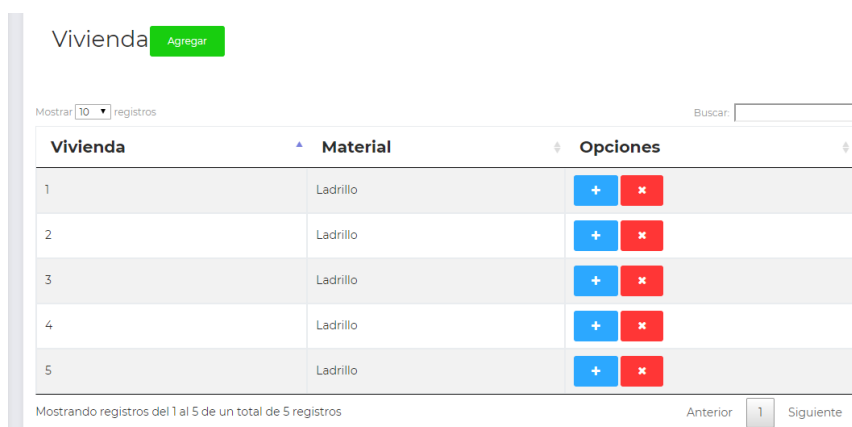 Vivienda Agregar
Mostrar 10 registros Buscar:
Vivienda Material Opciones
1 Ladrillo
2 Ladrillo
3 Ladrillo
4 Ladrillo
5 Ladrillo
Mostrando registros del 1 al 5 de un total de 5 registros Anterior 1 Siguiente